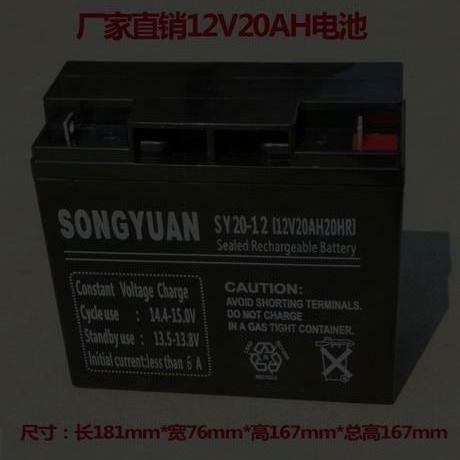 厂家直销12V20AH电池
SONGYUAN
SY20-12 [12V20AH20HR]
Sealed Rechargeable Battery
Constant Voltage Charge
Cycle use : 14.4-15.0V
Standby use : 13.5-13.8V
Initial current:less than 6 A
CAUTION:
AVOID SHORTING TERMINALS.
DO NOT CHARGE
IN A GAS TIGHT CONTAINER.
尺寸：长181mm*宽76mm*高167mm*总高167mm